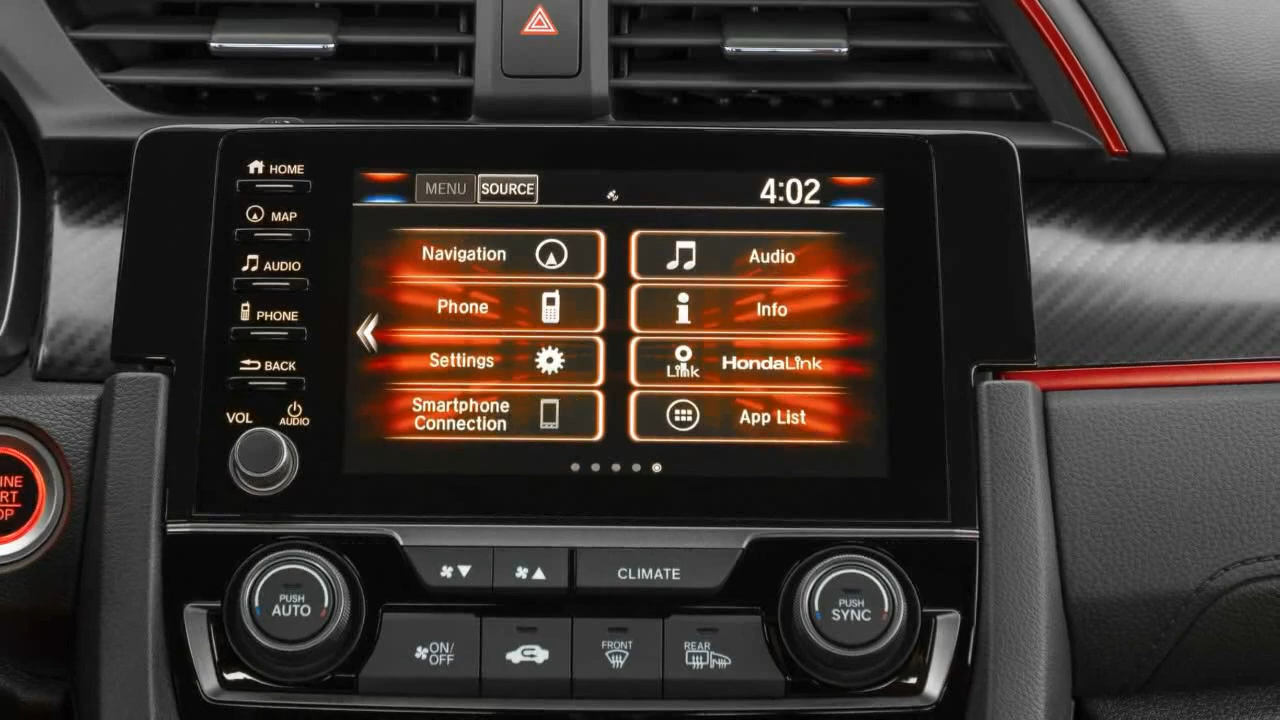 HOME
MAP
AUDIO
PHONE
BACK
VOL
AUDIO
MENU SOURCE 4:02
Navigation Audio
Phone Info
Settings Link HondaLink
Smartphone
Connection
App List
CLIMATE
PUSH
AUTO
PUSH
SYNC
ON/
OFF
FRONT
REAR